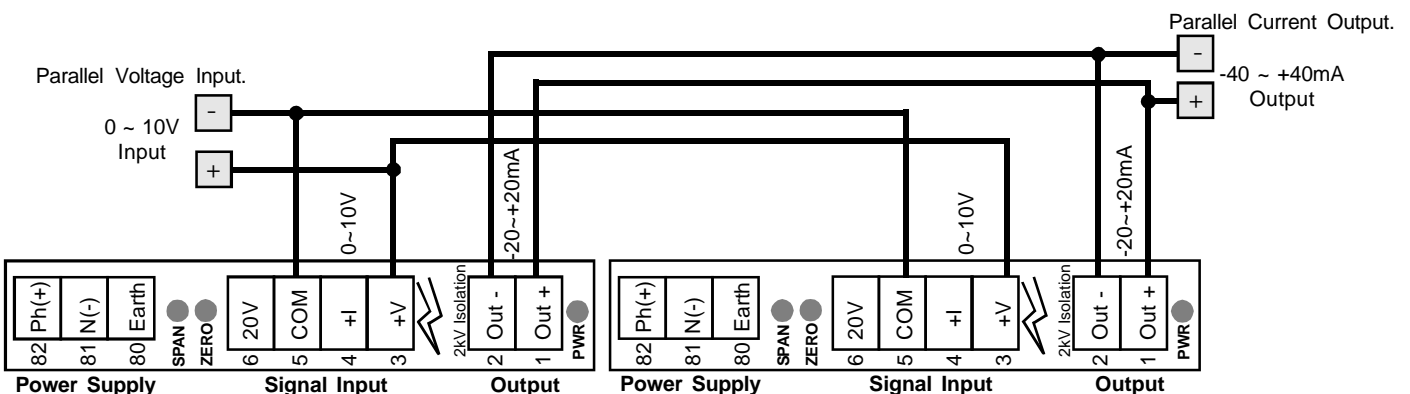 Parallel Current Output.
-
-40 ~ +40mA
Output
+
Parallel Voltage Input.
-
0 ~ 10V
Input
+
0~10V
-20~+20mA
0~10V
-20~+20mA
82 Ph(+)
81 N(-)
80 Earth
SPAN
ZERO
6 20V
5 COM
4 +I
3 +V
2kV Isolation
2 Out -
1 Out +
PWR
82 Ph(+)
81 N(-)
80 Earth
SPAN
ZERO
6 20V
5 COM
4 +I
3 +V
2kV Isolation
2 Out -
1 Out +
PWR
Power Supply
Signal Input
Output
Power Supply
Signal Input
Output